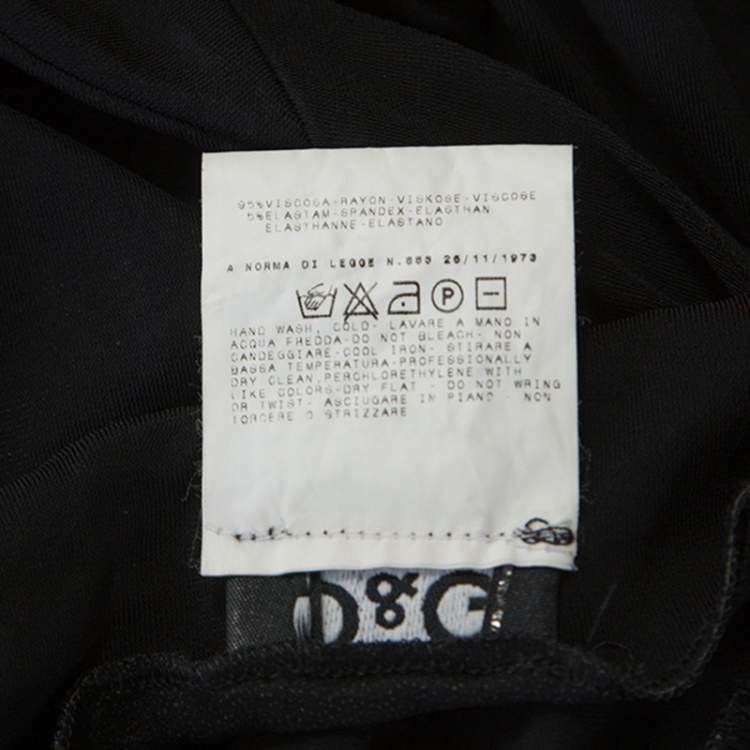 95%VISCOSA-RAYON-VISKOSE-VISCOSE
5%ELASTAM-SPANDEX-ELASTHAN
ELASTHANNE-ELASTANO
A NORMA DI LEGGE N.883 26/11/1973
P
HAND WASH, COLD- LAVARE A MANO IN
ACQUA FREDDA-DO NOT BLEACH- NON
CANDEGGIARE-COOL IRON- STIRARE A
BASSA TEMPERATURA-PROFESSIONALLY
DRY CLEAN,PERCHLORETHYLENE WITH
LIKE COLORS-DRY FLAT - DO NOT WRING
OR TWIST- ASCIUGARE IN PIANO - NON
TORCERE O STRIZZARE
D&G